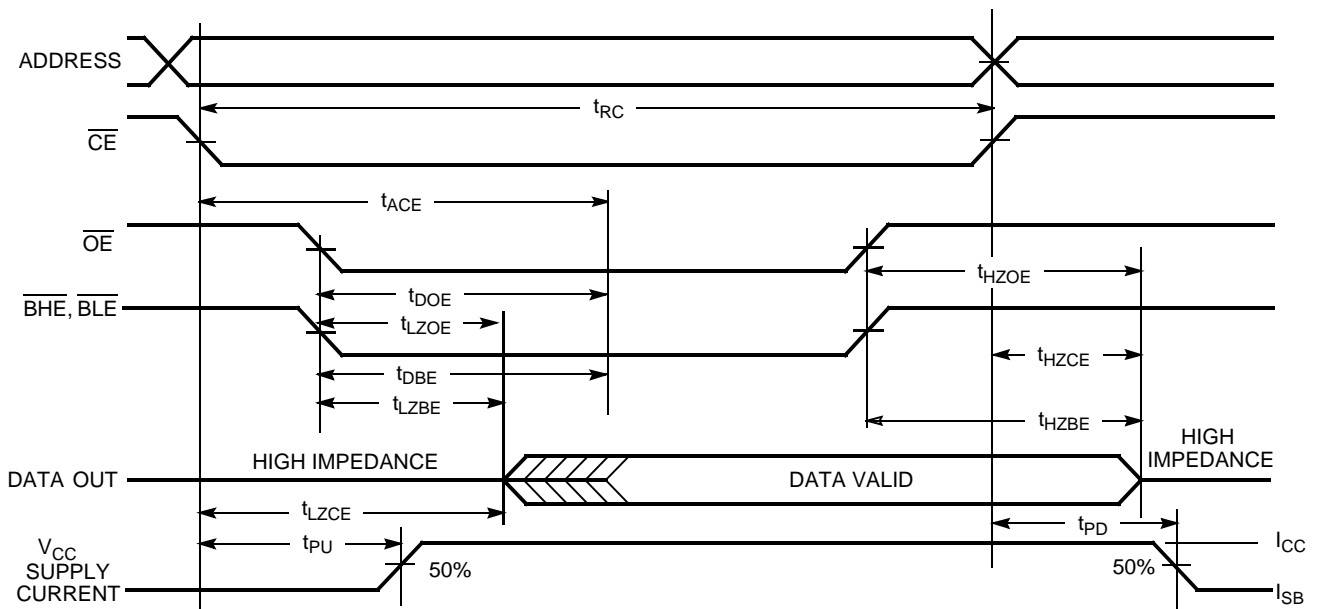 ADDRESS
tRC
CE
tACE
OE
tHZOE
tDOE
BHE, BLE
tLZOE
tHZCE
tDBE
tLZBE
tHZBE
HIGH IMPEDANCE
HIGH
IMPEDANCE
DATA OUT
DATA VALID
tLZCE
tPD
VCC
SUPPLY
CURRENT
tPU
50%
50%
ICC
ISB